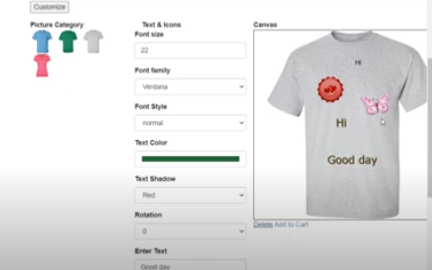 Customize
Picture Category
Text & Icons
Font size
22
Font family
Verdana
Font Style
normal
Text Color
Text Shadow
Red
Rotation
0
Enter Text
Good day
Canvas
Hi
Hi
Good day
Delete Add to Cart